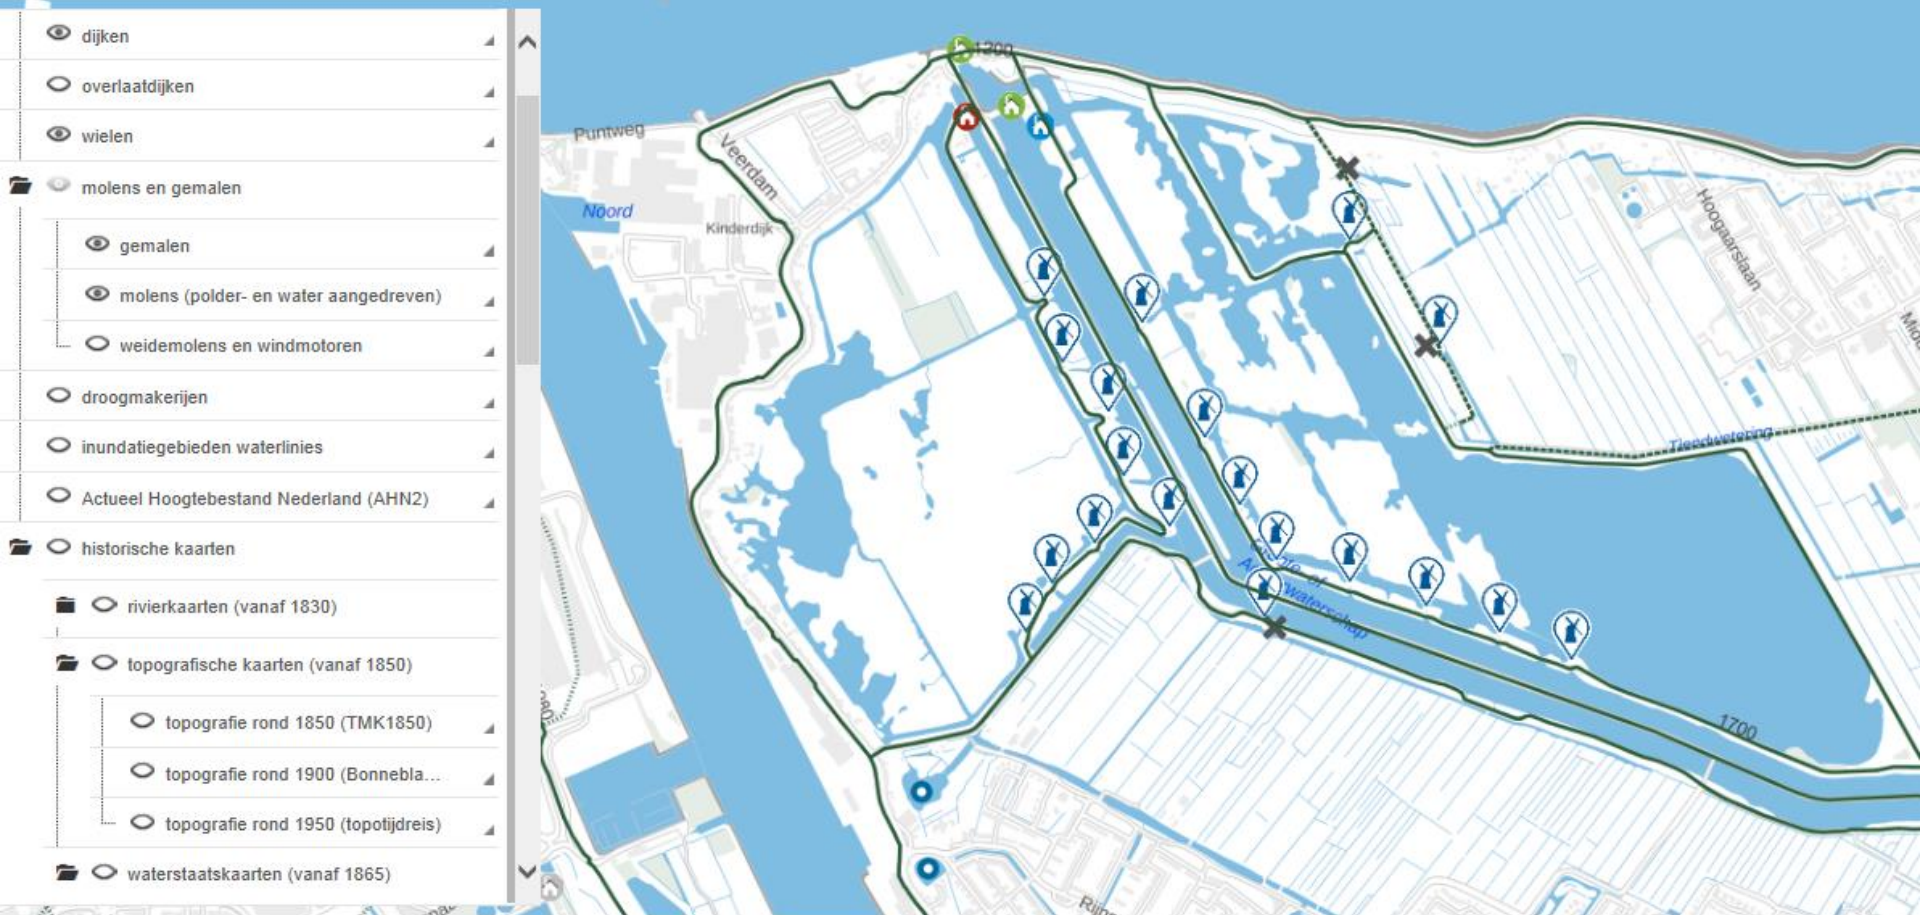 dijken
overlaatdijken
wielen
molens en gemalen
gemalen
molens (polder- en water aangedreven)
weidemolens en windmotoren
droogmakerijen
inundatiegebieden waterlinies
Actueel Hoogtebestand Nederland (AHN2)
historische kaarten
rivierkaarten (vanaf 1830)
topografische kaarten (vanaf 1850)
topografie rond 1850 (TMK1850)
topografie rond 1900 (Bonnebla...
topografie rond 1950 (topotijdreis)
waterstaatskaarten (vanaf 1865)
1200
Puntweg
Veerdam
Noord
Kinderdijk
Hoogaarslaan
Tiendwetering
1700